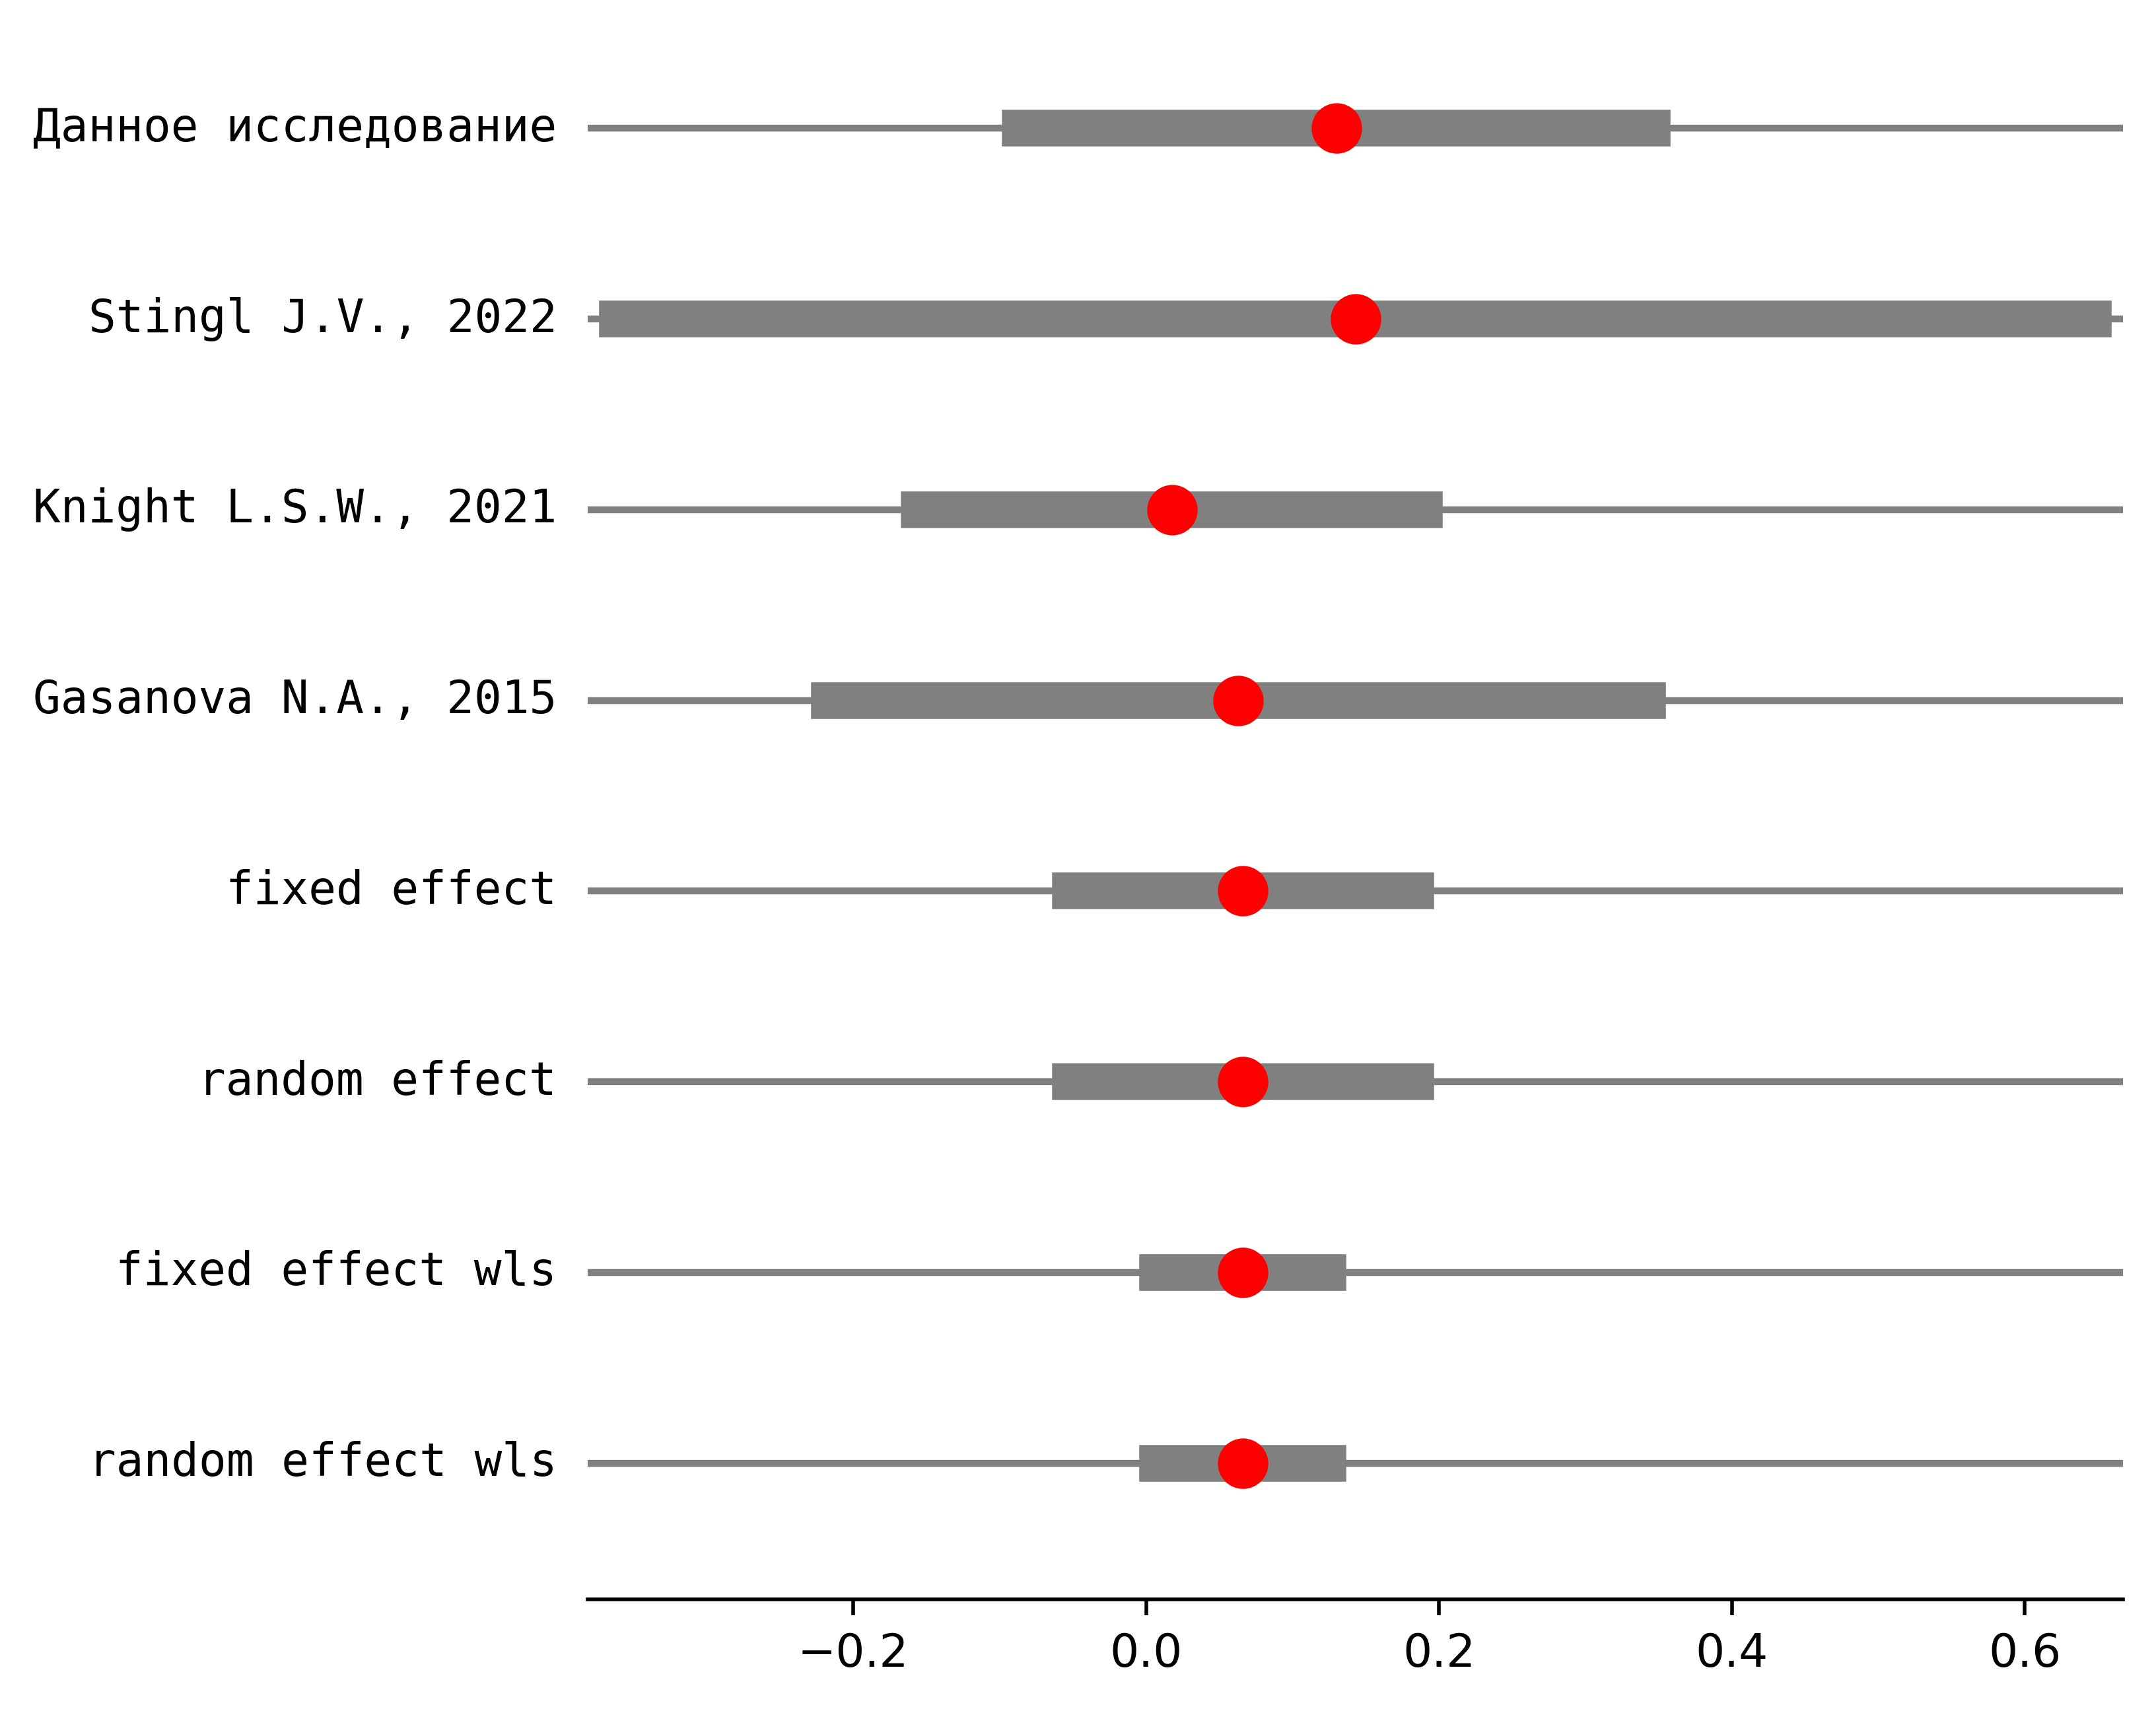 Данное исследование
Stingl J.V., 2022
Knight L.S.W., 2021
Gasanova N.A., 2015
fixed effect
random effect
fixed effect wls
random effect wls
−0.2 0.0 0.2 0.4 0.6